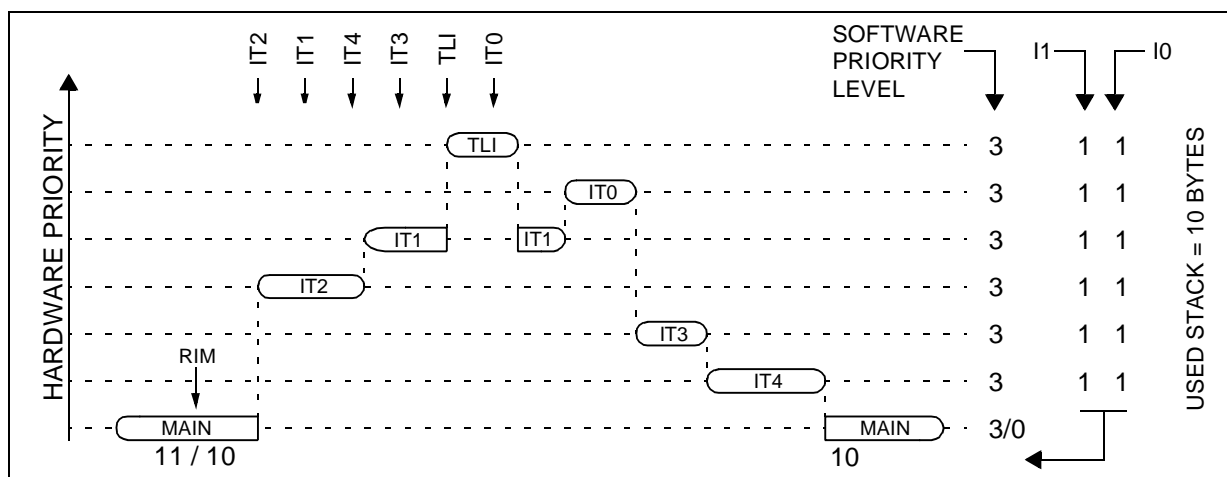 IT2
IT1
IT4
IT3
TLI
IT0
SOFTWARE
PRIORITY
LEVEL
I1
I0
HARDWARE PRIORITY
TLI
3
1 1
IT0
3
1 1
IT1
IT1
3
1 1
IT2
3
1 1
IT3
3
1 1
RIM
IT4
3
1 1
MAIN
MAIN
3/0
11 / 10
10
USED STACK = 10 BYTES